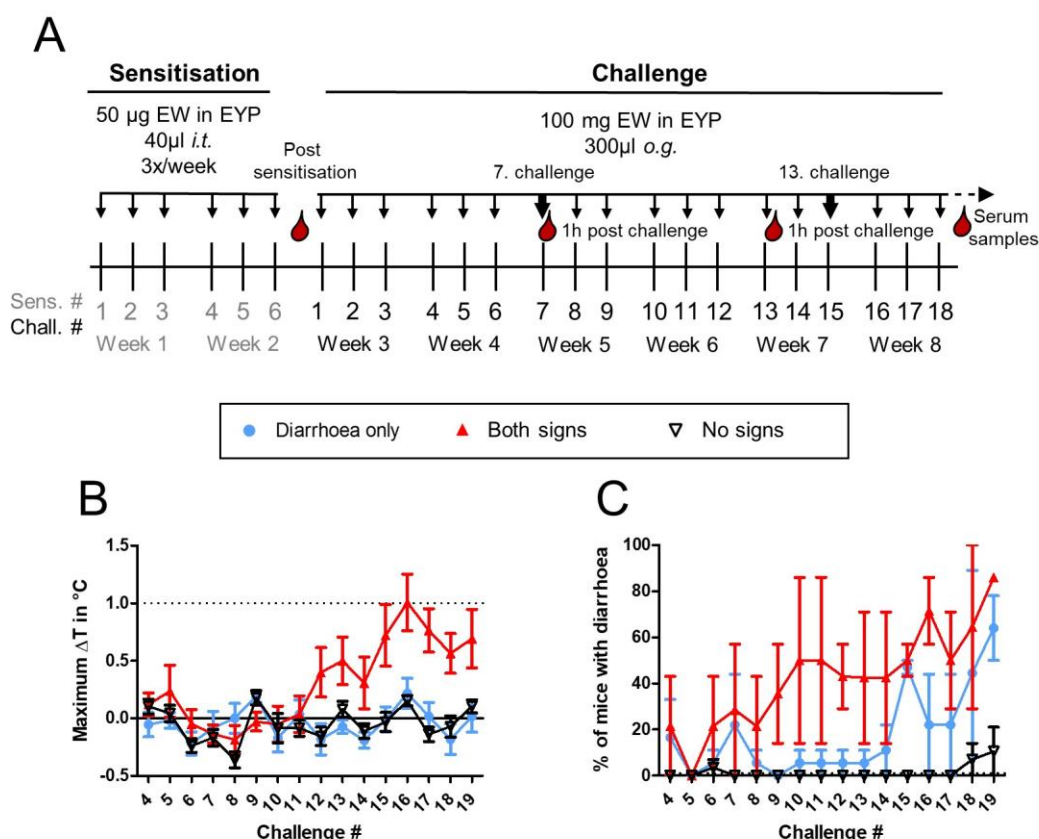 A
Sensitisation
Challenge
50 µg EW in EYP
40µl i.t.
3x/week
Post
sensitisation
100 mg EW in EYP
300µl o.g.
7. challenge
13. challenge
1h post challenge
1h post challenge
Serum
samples
Sens. # 1 2 3 4 5 6
Chall. # 1 2 3 4 5 6 7 8 9 10 11 12 13 14 15 16 17 18
Week 1 Week 2 Week 3 Week 4 Week 5 Week 6 Week 7 Week 8
Diarrhoea only Both signs No signs
B
Maximum ΔT in °C
1.5
1.0
0.5
0.0
-0.5
4 5 6 7 8 9 10 11 12 13 14 15 16 17 18 19
Challenge #
C
% of mice with diarrhoea
100
80
60
40
20
0
4 5 6 7 8 9 10 11 12 13 14 15 16 17 18 19
Challenge #